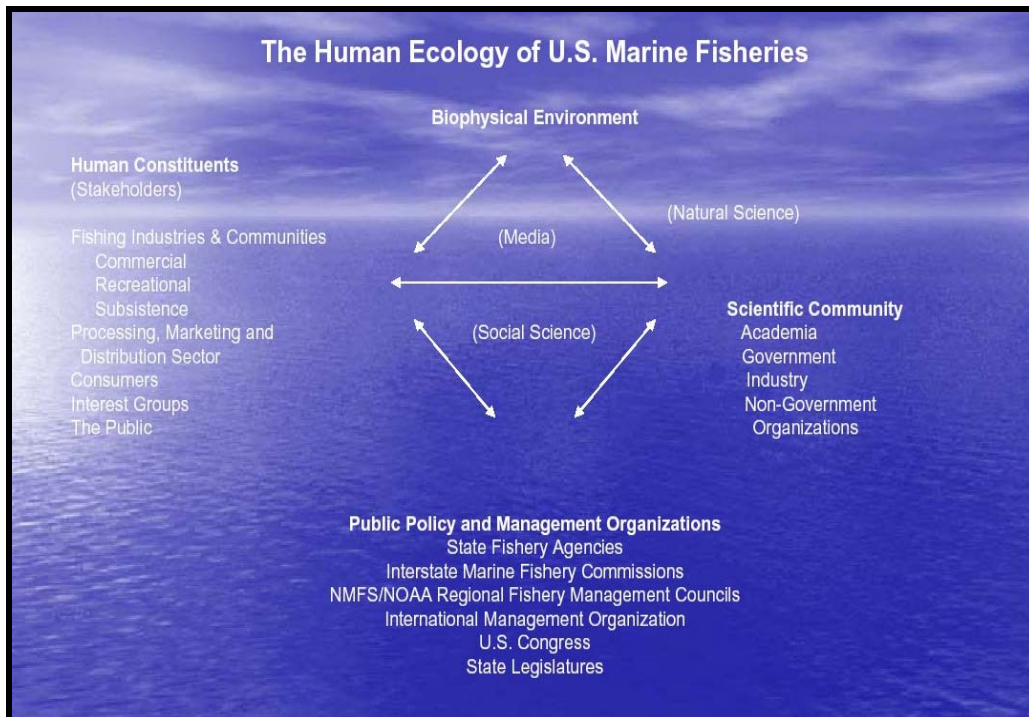 The Human Ecology of U.S. Marine Fisheries
Biophysical Environment
Human Constituents
(Stakeholders)
Fishing Industries & Communities
Commercial
Recreational
Subsistence
Processing, Marketing and
Distribution Sector
Consumers
Interest Groups
The Public
(Natural Science)
(Media)
(Social Science)
Scientific Community
Academia
Government
Industry
Non-Government
Organizations
Public Policy and Management Organizations
State Fishery Agencies
Interstate Marine Fishery Commissions
NMFS/NOAA Regional Fishery Management Councils
International Management Organization
U.S. Congress
State Legislatures